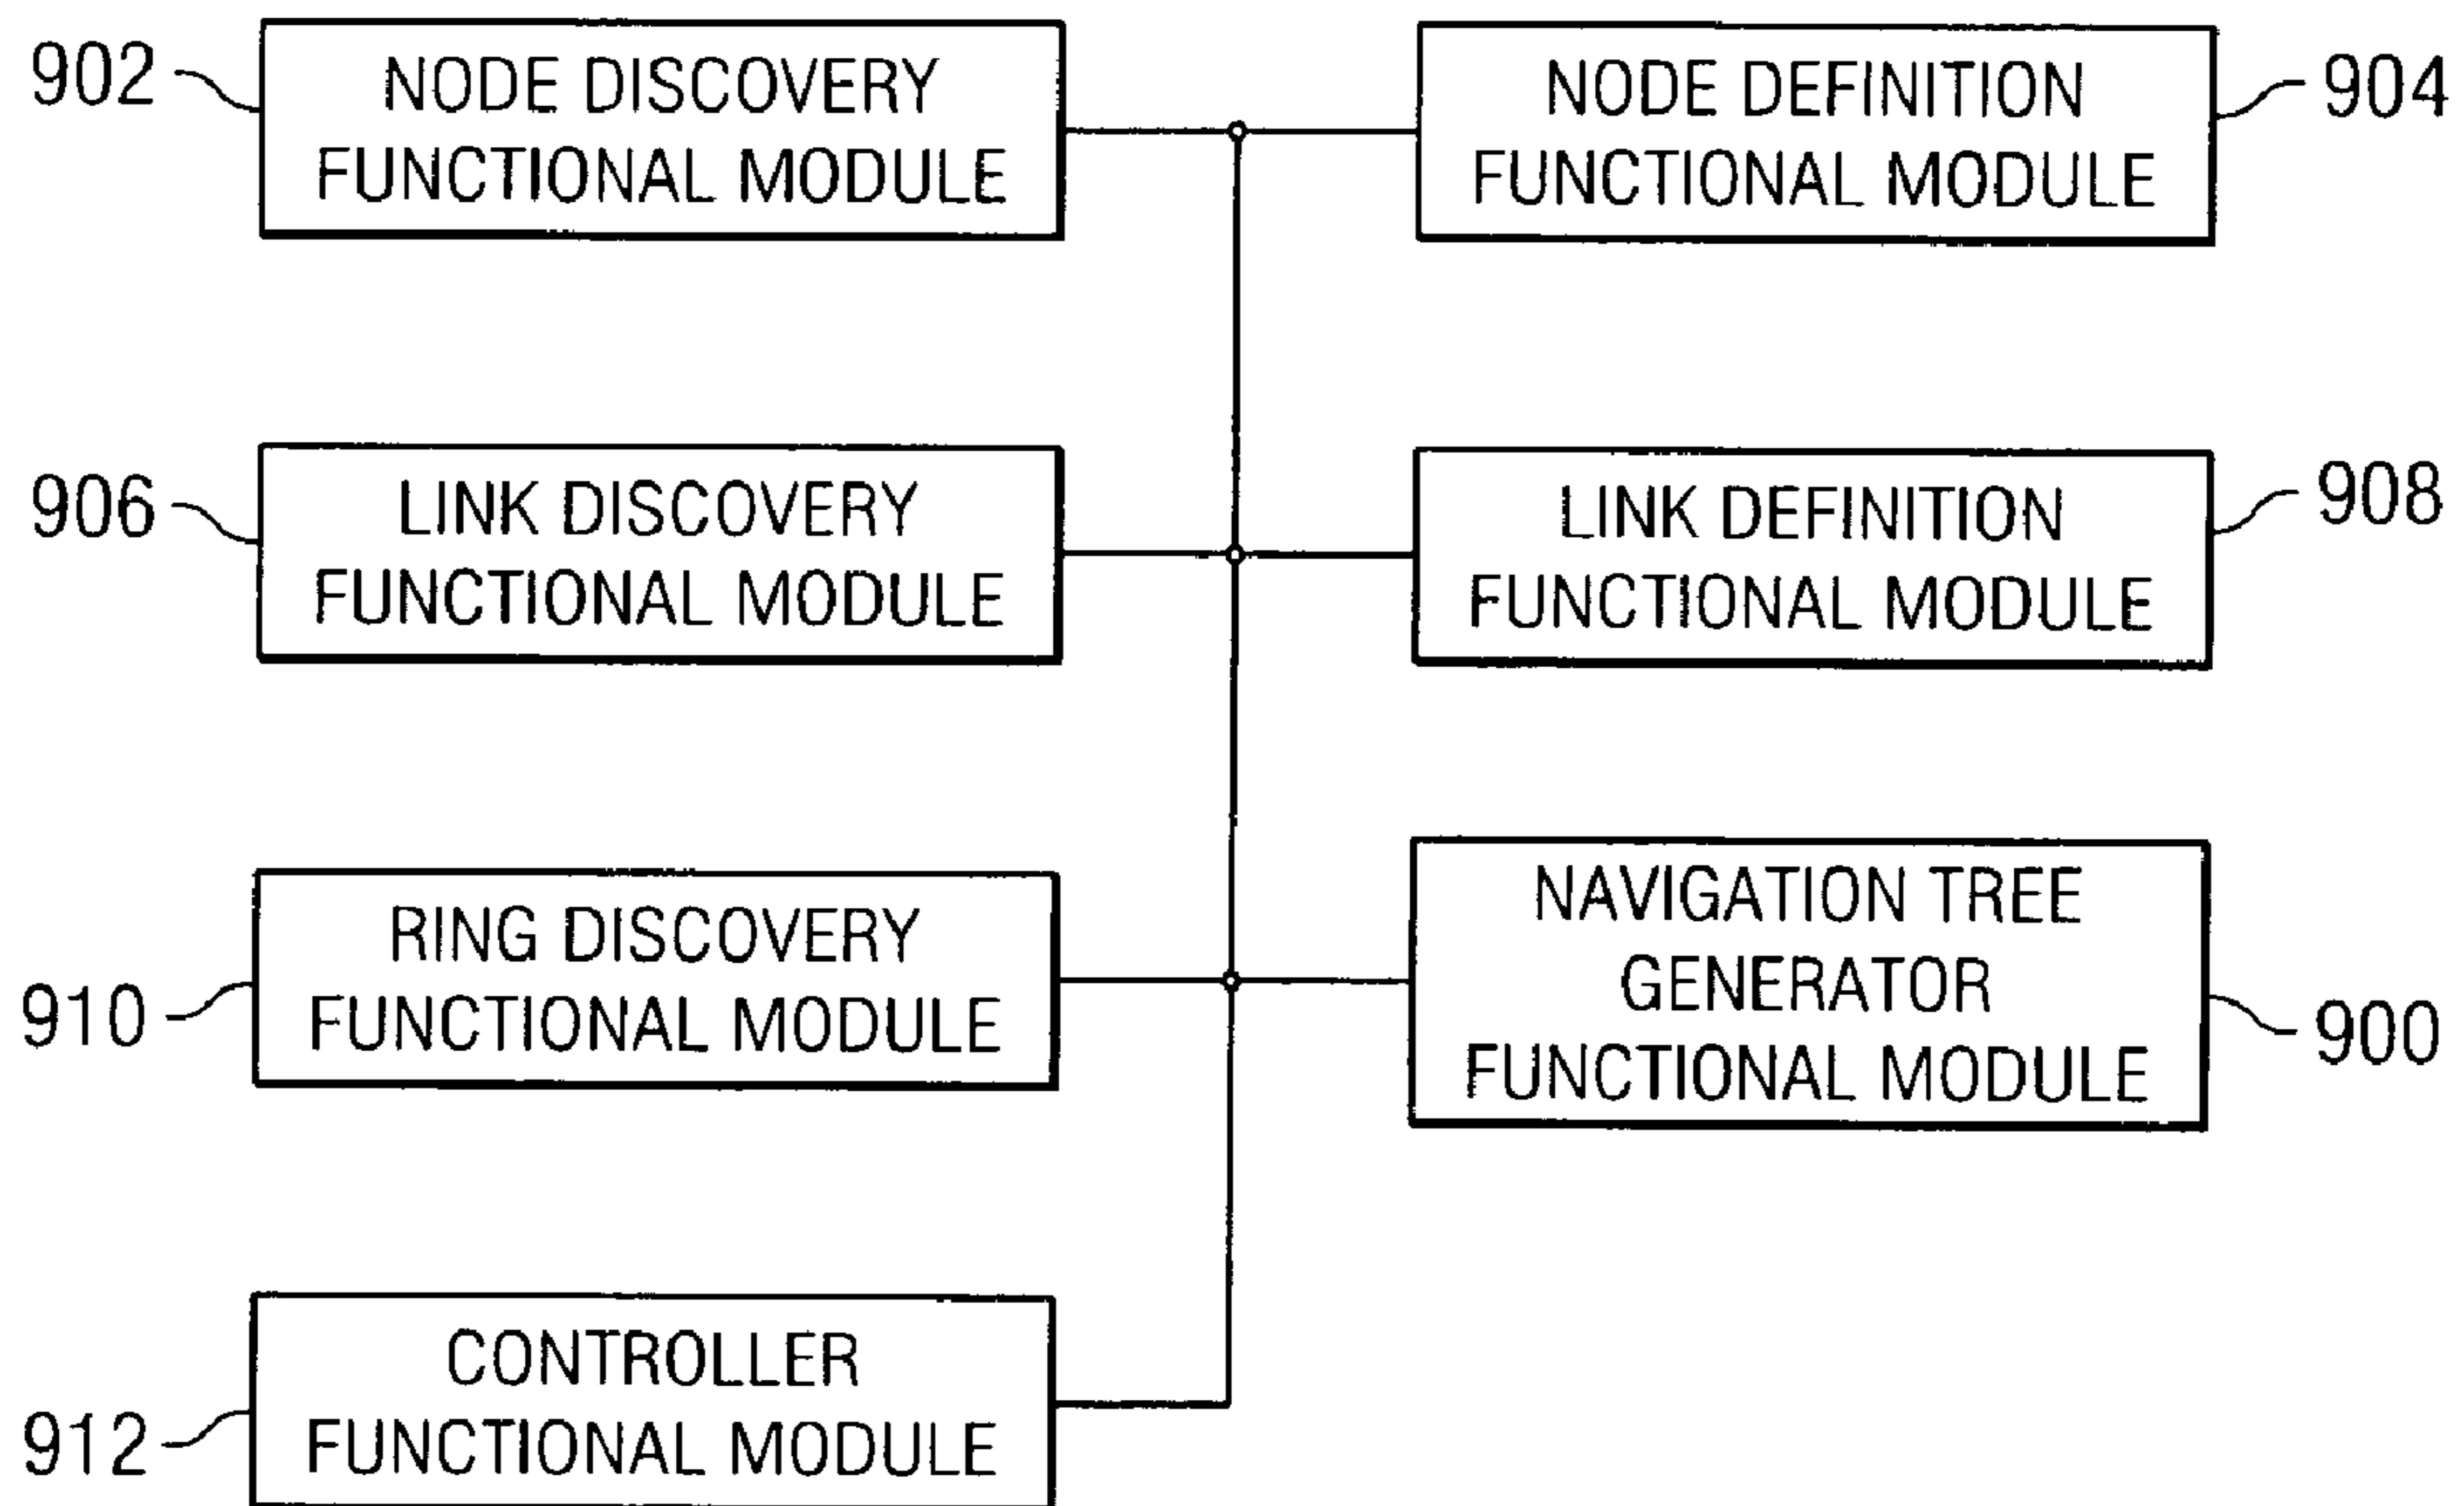 902
NODE DISCOVERY
FUNCTIONAL MODULE
NODE DEFINITION
FUNCTIONAL MODULE
904
906
LINK DISCOVERY
FUNCTIONAL MODULE
LINK DEFINITION
FUNCTIONAL MODULE
908
910
RING DISCOVERY
FUNCTIONAL MODULE
NAVIGATION TREE
GENERATOR
FUNCTIONAL MODULE
900
912
CONTROLLER
FUNCTIONAL MODULE